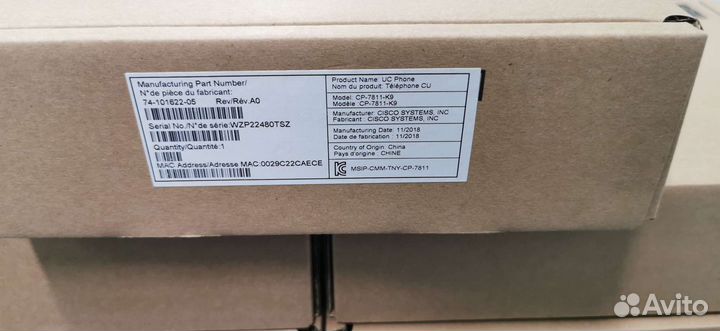 Manufacturing Part Number/
N°de pièce du fabricant:
74-101622-05 Rev/Rév:A0
Serial No./N°de série:WZP22480TSZ
Quantity/Quantité:1
MAC Address/Adresse MAC:0029C22CAECE
Product Name: UC Phone
Nom du produit: Téléphone CU
Model: CP-7811-K9
Modèle: CP-7811-K9
Manufacturer: CISCO SYSTEMS, INC
Fabricant : CISCO SYSTEMS, INC
Manufacturing Date: 11/2018
Date de fabrication : 11/2018
Country of Origin: China
Pays d'origine : CHINE
MSIP-CMM-TNY-CP-7811
Avito